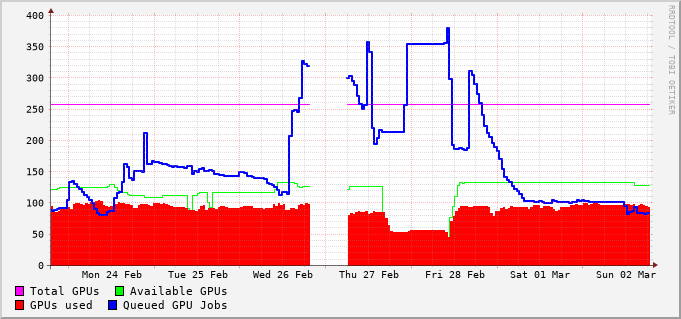 RRDTOOL / TOBI OETIKER
400
350
300
250
200
150
100
50
0
Mon 24 Feb Tue 25 Feb Wed 26 Feb Thu 27 Feb Fri 28 Feb Sat 01 Mar Sun 02 Mar
Total GPUs Available GPUs
GPUs used Queued GPU Jobs